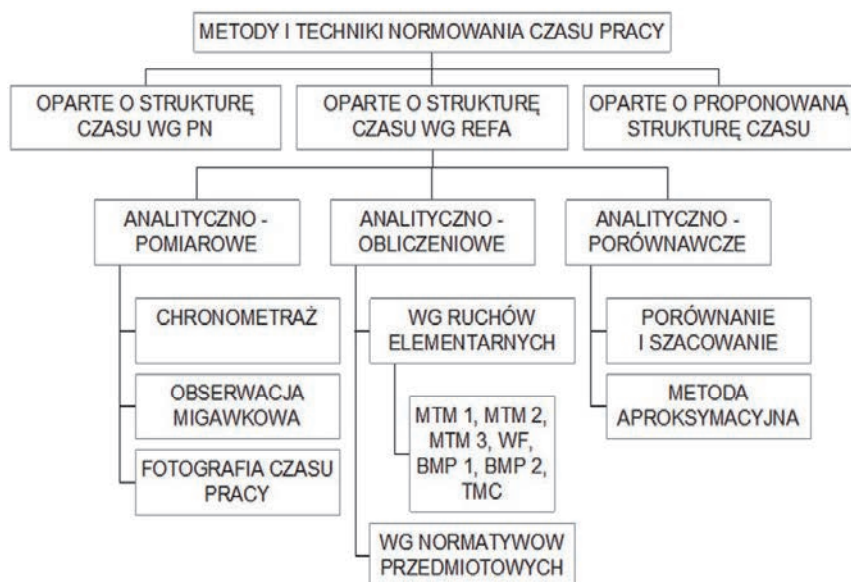 METODY I TECHNIKI NORMOWANIA CZASU PRACY
OPARTE O STRUKTURĘ
CZASU WG PN
OPARTE O STRUKTURĘ
CZASU WG REFA
OPARTE O PROPONOWANĄ
STRUKTURĘ CZASU
ANALITYCZNO -
POMIAROWE
CHRONOMETRAŻ
OBSERWACJA
MIGAWKOWA
FOTOGRAFIA CZASU
PRACY
ANALITYCZNO -
OBLICZENIOWE
WG RUCHÓW
ELEMENTARNYCH
MTM 1, MTM 2,
MTM 3, WF,
BMP 1, BMP 2,
TMC
WG NORMATYWOW
PRZEDMIOTOWYCH
ANALITYCZNO -
PORÓWNAWCZE
PORÓWNANIE
I SZACOWANIE
METODA
APROKSYMACYJNA